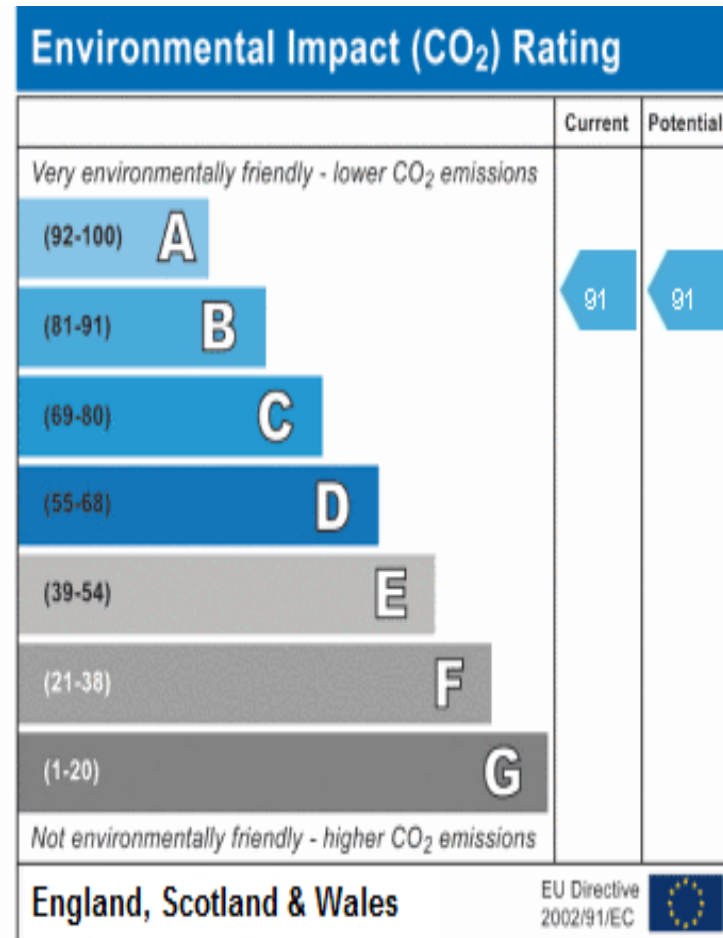 Environmental Impact (CO₂) Rating
Current Potential
Very environmentally friendly - lower CO₂ emissions
(92-100) A
(81-91) B
91 91
(69-80) C
(55-68) D
(39-54) E
(21-38) F
(1-20) G
Not environmentally friendly - higher CO₂ emissions
England, Scotland & Wales
EU Directive
2002/91/EC